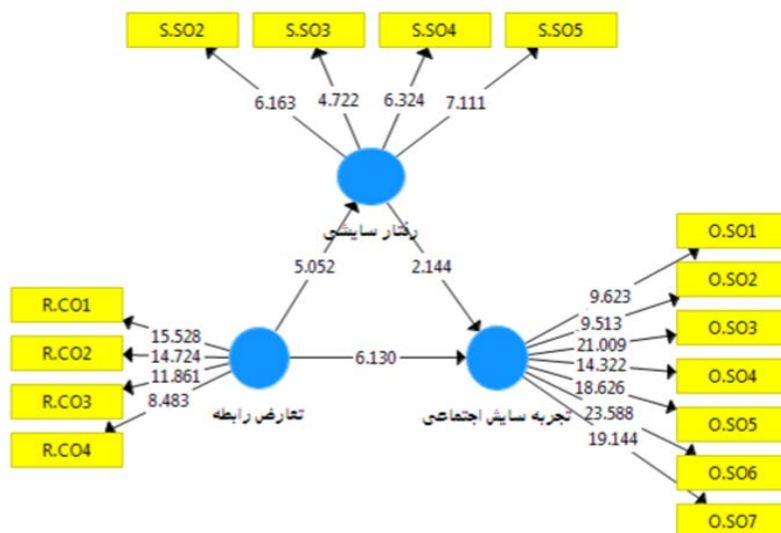 S.SO2 S.SO3 S.SO4 S.SO5
6.163 4.722 6.324 7.111
رفتار سایشی
5.052 2.144
R.CO1
R.CO2
R.CO3
R.CO4
15.528
14.724
11.861
8.483
تعارض رابطه
6.130
تجربه سایش اجتماعی
9.623
9.513
21.009
14.322
18.626
23.588
19.144
O.SO1
O.SO2
O.SO3
O.SO4
O.SO5
O.SO6
O.SO7